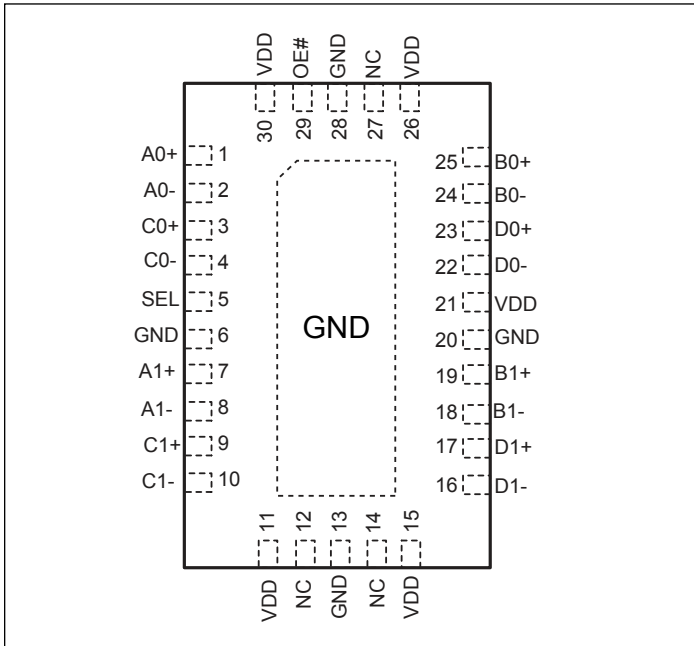 VDD OE# GND NC VDD
30 29 28 27 26
A0+ 1 25 B0+
A0- 2 24 B0-
C0+ 3 23 D0+
C0- 4 22 D0-
SEL 5 21 VDD
GND 6 20 GND
A1+ 7 19 B1+
A1- 8 18 B1-
C1+ 9 17 D1+
C1- 10 16 D1-
GND
11 12 13 14 15
VDD NC GND NC VDD